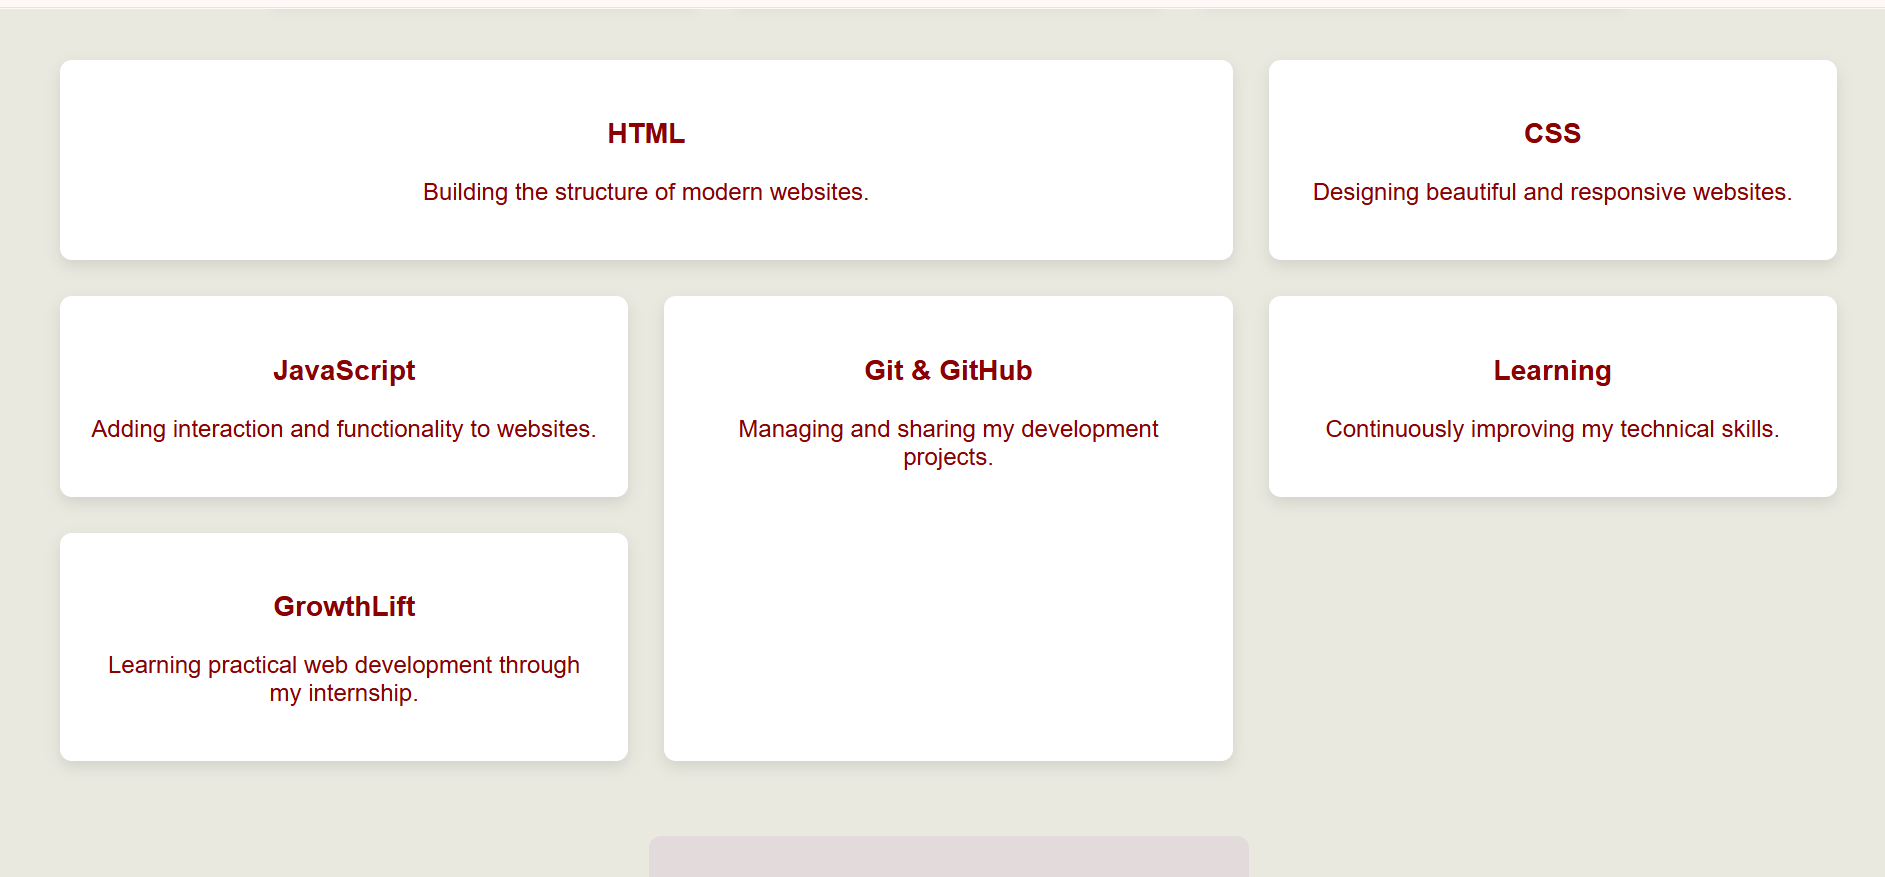 HTML
Building the structure of modern websites.
CSS
Designing beautiful and responsive websites.
JavaScript
Adding interaction and functionality to websites.
Git & GitHub
Managing and sharing my development
projects.
Learning
Continuously improving my technical skills.
GrowthLift
Learning practical web development through
my internship.